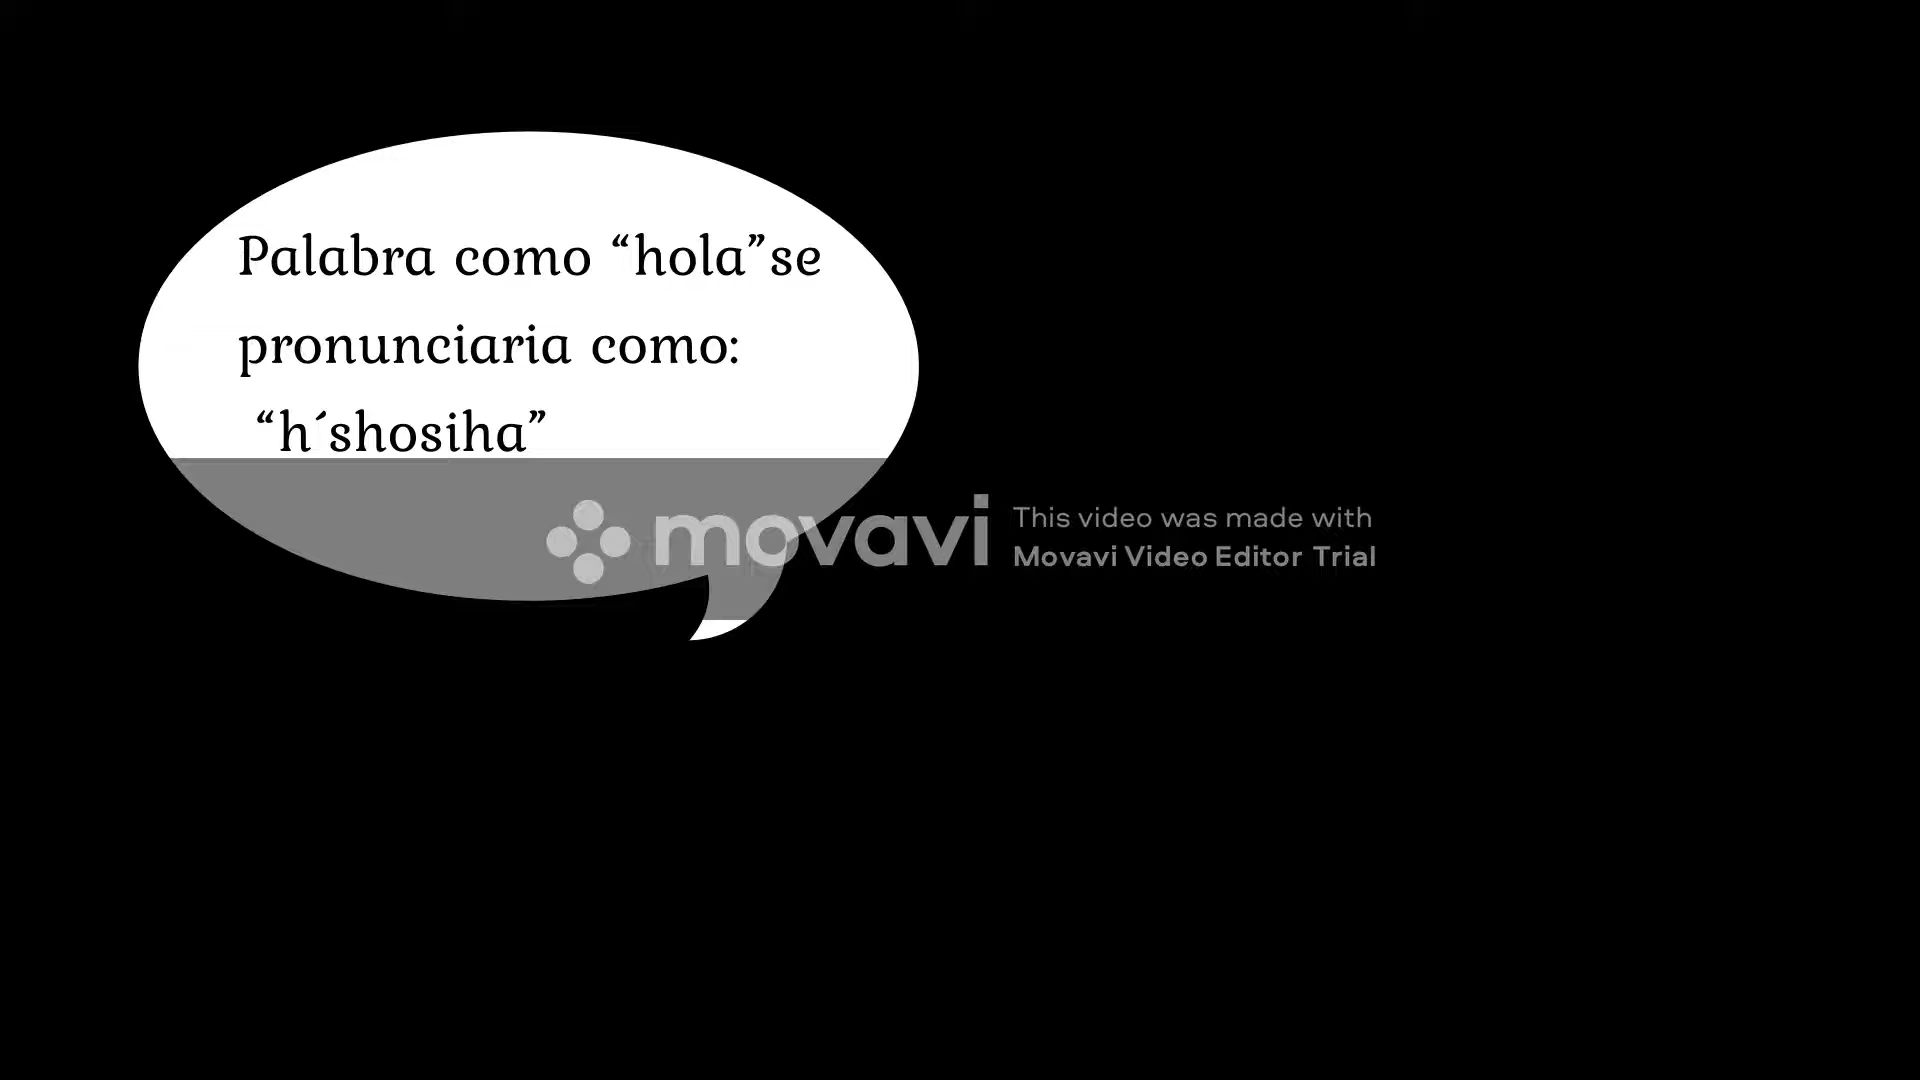 Palabra como “hola”se
pronunciaria como:
“h´shosiha”
movavi
This video was made with
Movavi Video Editor Trial